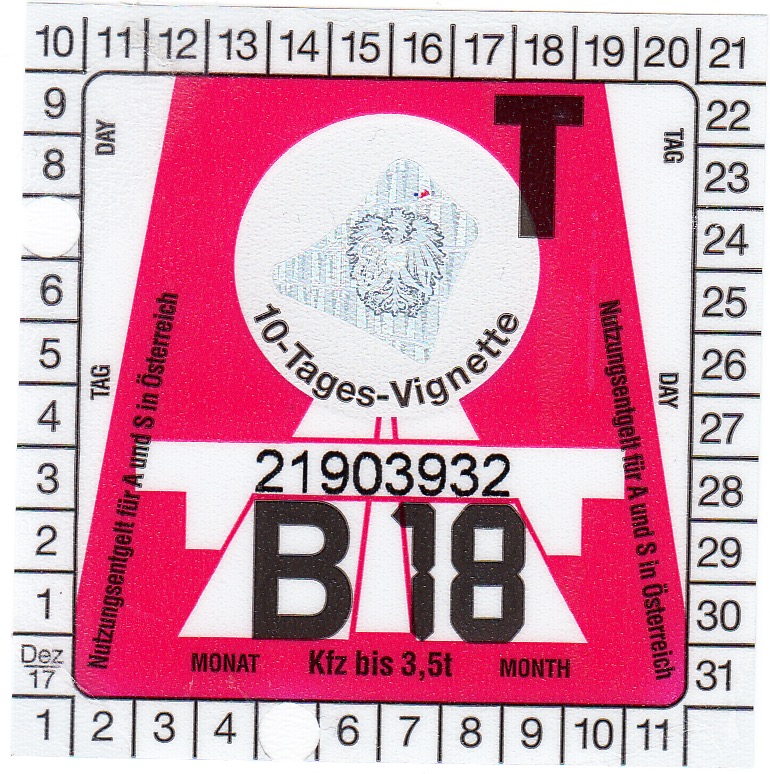 10 11 12 13 14 15 16 17 18 19 20 21
9
8
6
5
4
3
2
1
Dez
17
22
23
24
25
26
27
28
29
30
31
DAY
TAG
TAG
DAY
T
10-Tages-Vignette
Nutzungsentgelt für A und S in Österreich
Nutzungsentgelt für A und S in Österreich
21903932
B 18
MONAT Kfz bis 3,5t MONTH
1 2 3 4 6 7 8 9 10 11